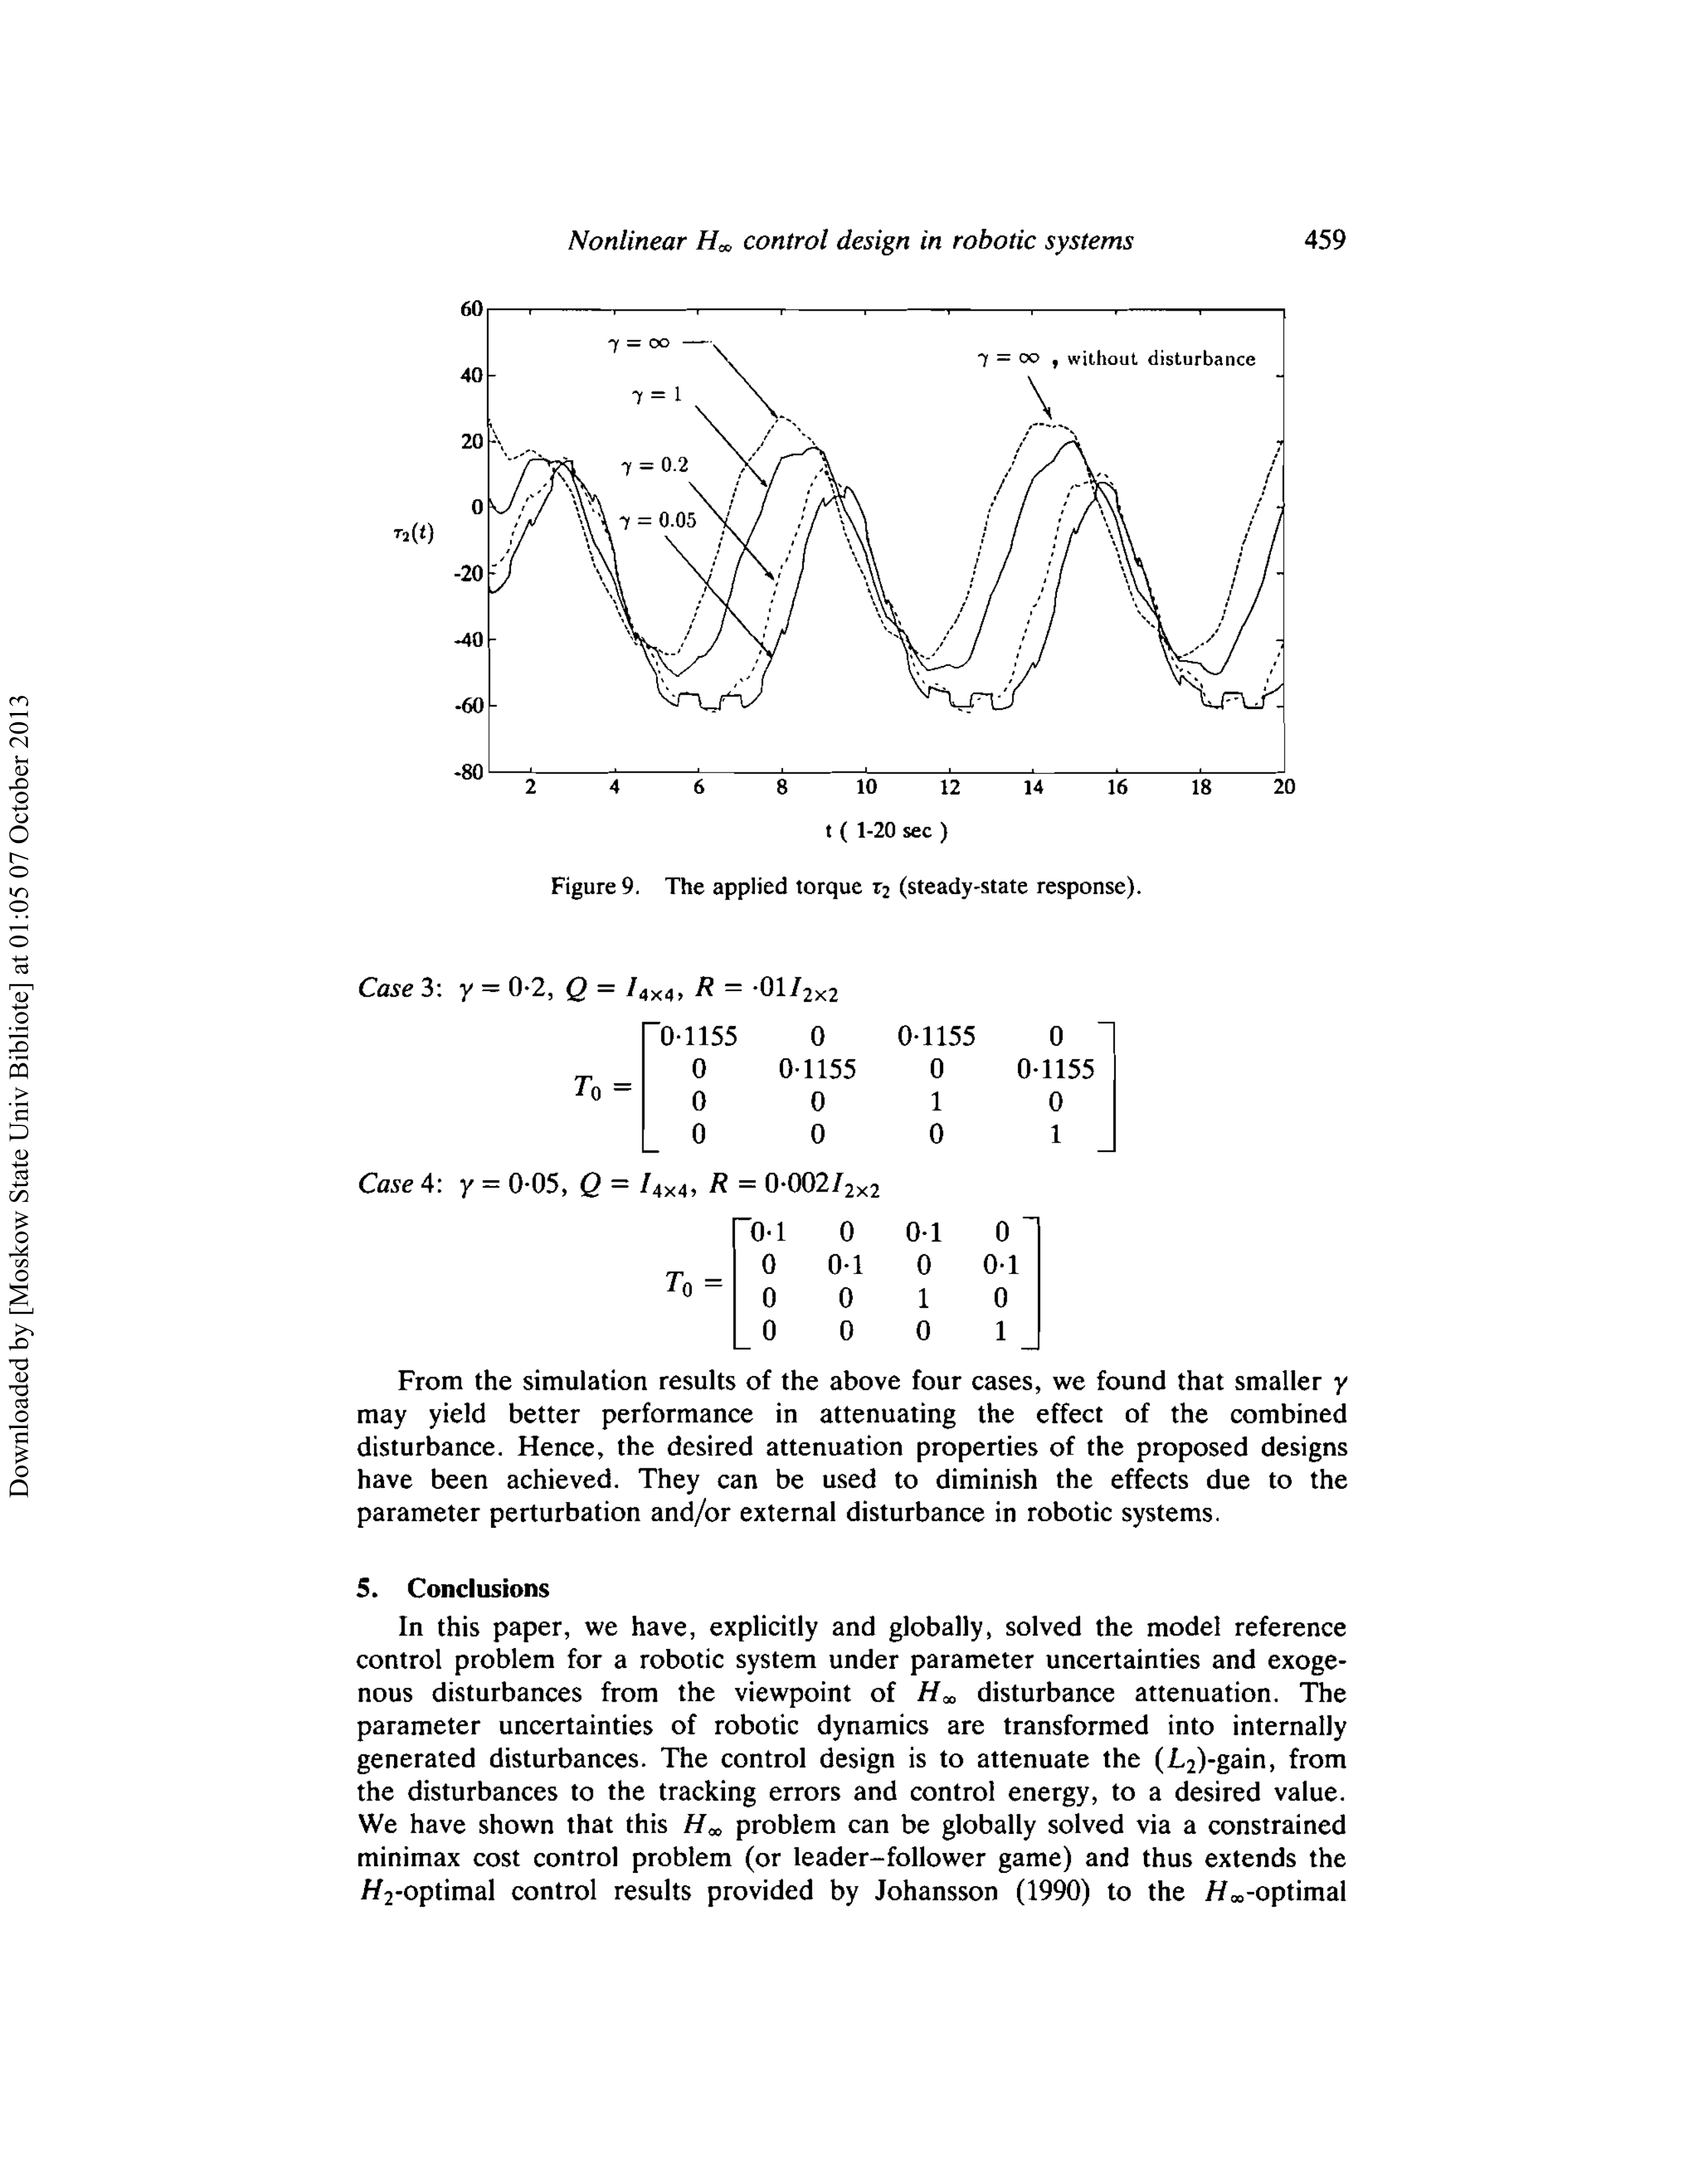 Nonlinear H∞ control design in robotic systems 459
60
40
20
0
-20
-40
-60
-80
τ2(t)
γ = ∞
γ = 1
γ = 0.2
γ = 0.05
γ = ∞ , without disturbance
2 4 6 8 10 12 14 16 18 20
t ( 1-20 sec )
Figure 9. The applied torque τ2 (steady-state response).
Case 3: γ = 0·2, Q = I4×4, R = ·01I2×2
T0 =
0·1155 0 0·1155 0
0 0·1155 0 0·1155
0 0 1 0
0 0 0 1
Case 4: γ = 0·05, Q = I4×4, R = 0·002I2×2
T0 =
0·1 0 0·1 0
0 0·1 0 0·1
0 0 1 0
0 0 0 1
From the simulation results of the above four cases, we found that smaller γ
may yield better performance in attenuating the effect of the combined
disturbance. Hence, the desired attenuation properties of the proposed designs
have been achieved. They can be used to diminish the effects due to the
parameter perturbation and/or external disturbance in robotic systems.
5. Conclusions
In this paper, we have, explicitly and globally, solved the model reference
control problem for a robotic system under parameter uncertainties and exoge-
nous disturbances from the viewpoint of H∞ disturbance attenuation. The
parameter uncertainties of robotic dynamics are transformed into internally
generated disturbances. The control design is to attenuate the (L2)-gain, from
the disturbances to the tracking errors and control energy, to a desired value.
We have shown that this H∞ problem can be globally solved via a constrained
minimax cost control problem (or leader–follower game) and thus extends the
H2-optimal control results provided by Johansson (1990) to the H∞-optimal
Downloaded by [Moskow State Univ Bibliote] at 01:05 07 October 2013